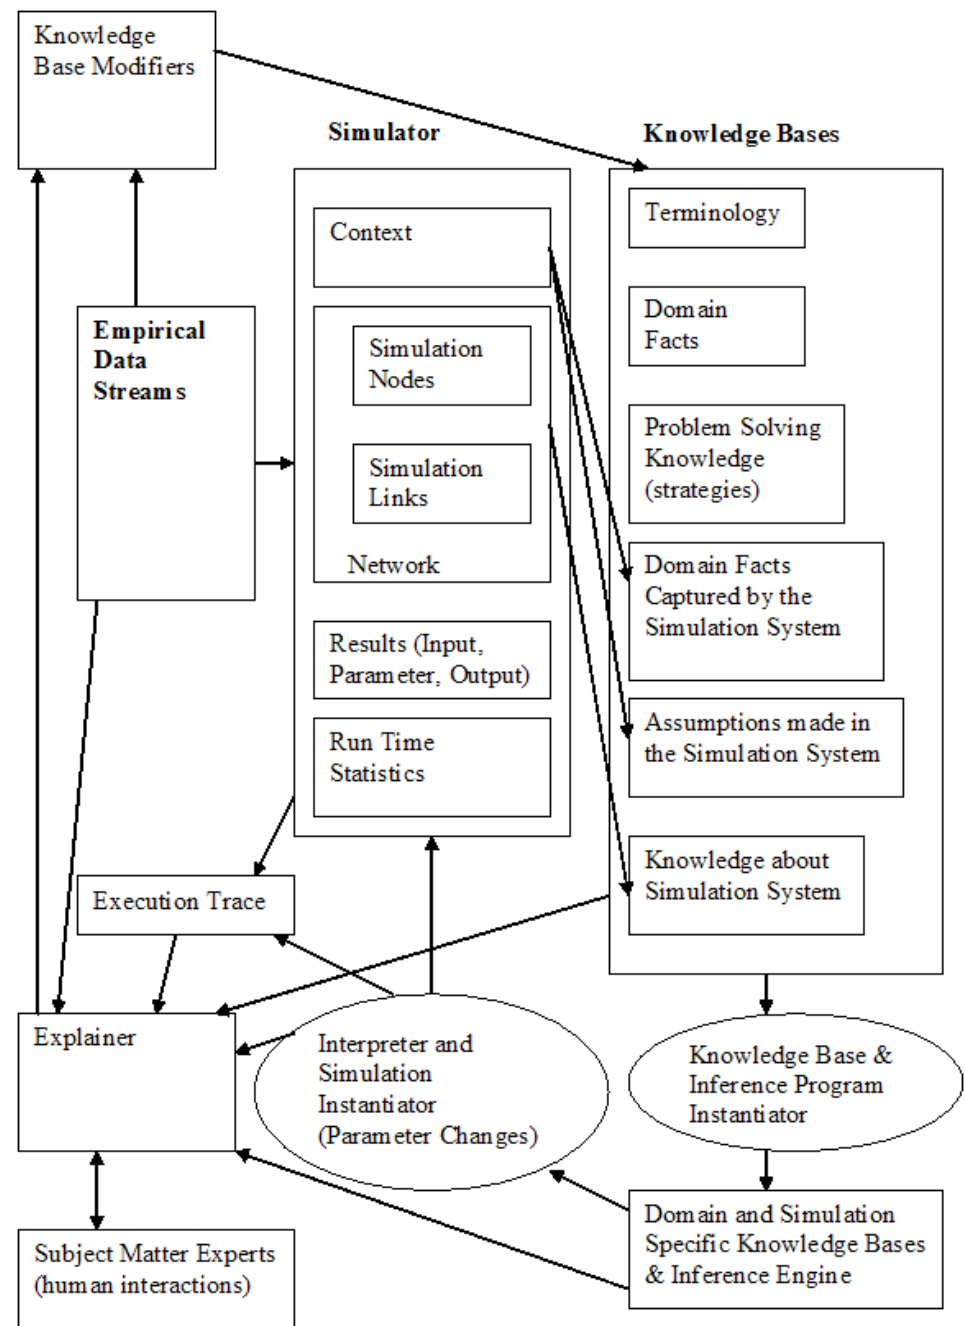 Knowledge
Base Modifiers
Simulator
Knowledge Bases
Terminology
Context
Domain
Facts
Empirical
Data
Streams
Simulation
Nodes
Problem Solving
Knowledge
(strategies)
Simulation
Links
Network
Domain Facts
Captured by the
Simulation System
Results (Input,
Parameter, Output)
Assumptions made in
the Simulation System
Run Time
Statistics
Knowledge about
Simulation System
Execution Trace
Explainer
Interpreter and
Simulation
Instantiator
(Parameter Changes)
Knowledge Base &
Inference Program
Instantiator
Subject Matter Experts
(human interactions)
Domain and Simulation
Specific Knowledge Bases
& Inference Engine